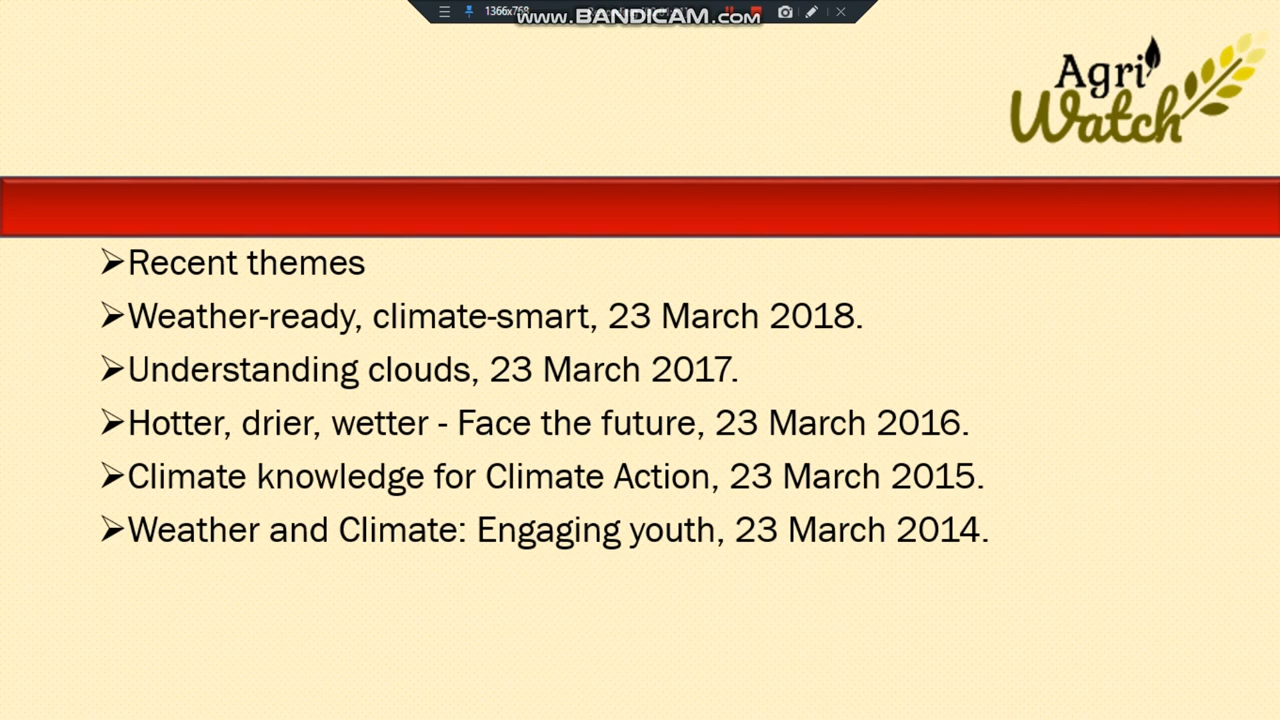 1366x768
www.BANDICAM.com
Agri
Watch
➢Recent themes
➢Weather-ready, climate-smart, 23 March 2018.
➢Understanding clouds, 23 March 2017.
➢Hotter, drier, wetter - Face the future, 23 March 2016.
➢Climate knowledge for Climate Action, 23 March 2015.
➢Weather and Climate: Engaging youth, 23 March 2014.